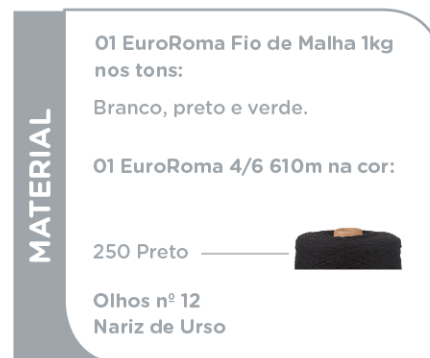 MATERIAL
01 EuroRoma Fio de Malha 1kg
nos tons:
Branco, preto e verde.
01 EuroRoma 4/6 610m na cor:
250 Preto
Olhos nº 12
Nariz de Urso